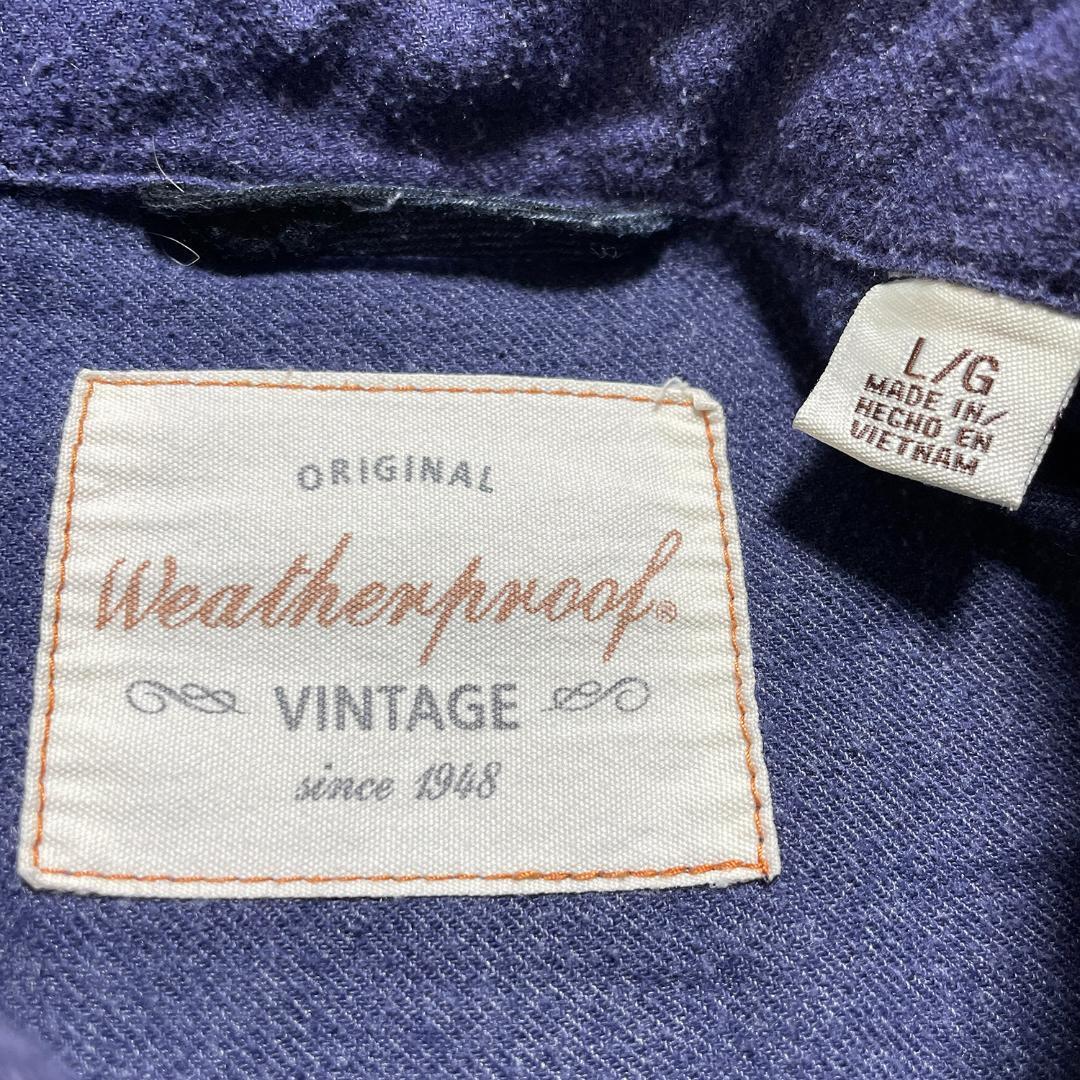 ORIGINAL
Weatherproof®
VINTAGE
since 1948
L/G
MADE IN/
HECHO EN
VIETNAM